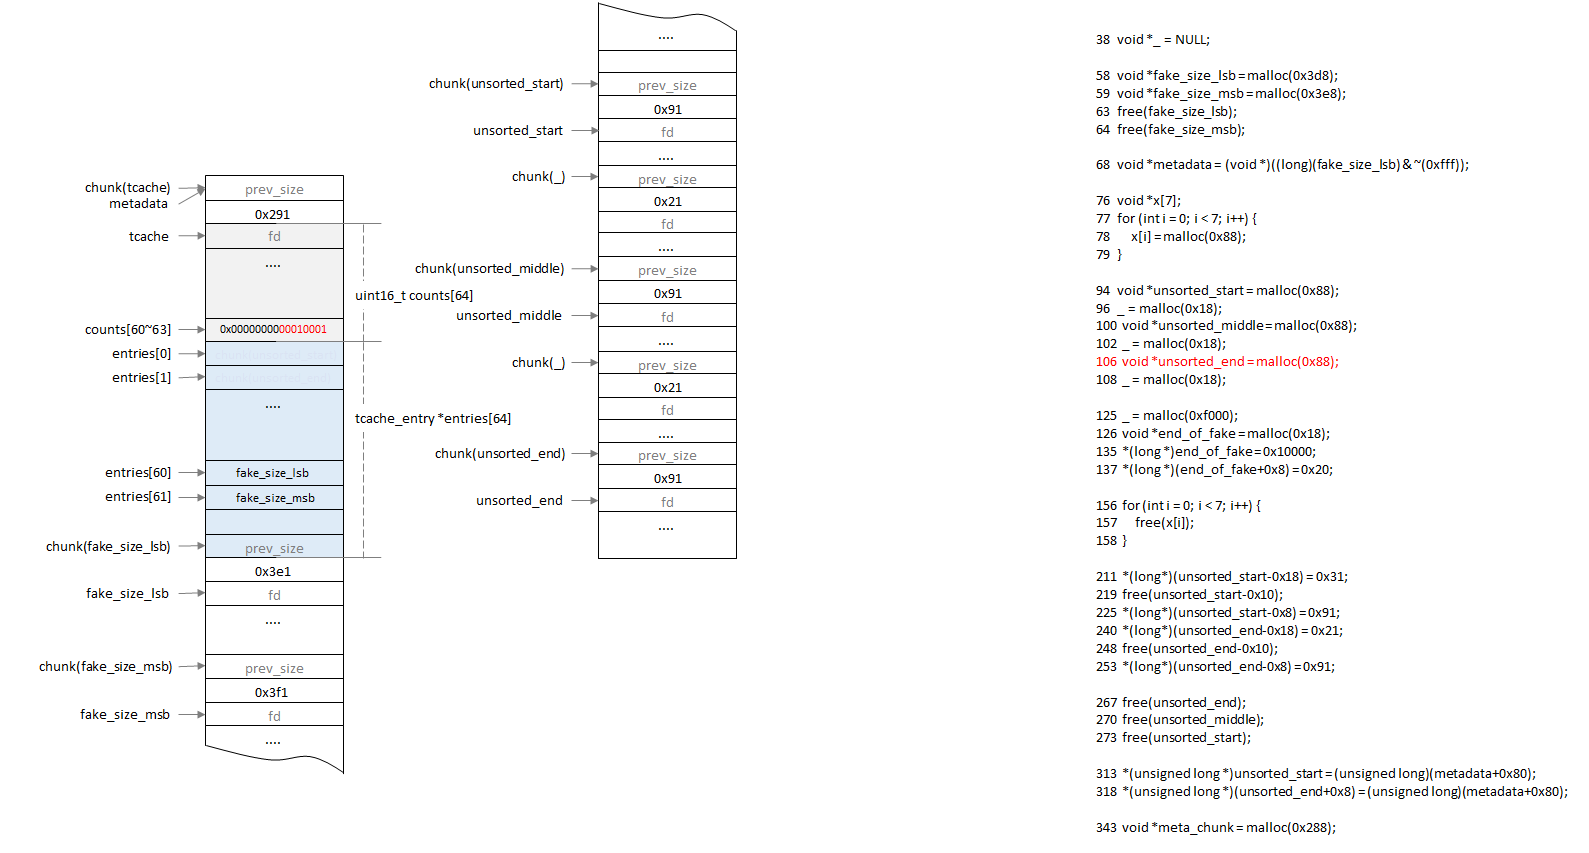 chunk(tcache)
metadata
tcache
counts[60~63]
entries[0]
entries[1]
entries[60]
entries[61]
chunk(fake_size_lsb)
fake_size_lsb
chunk(fake_size_msb)
fake_size_msb
prev_size
0x291
fd
....
0x0000000000010001
....
fake_size_lsb
fake_size_msb
prev_size
0x3e1
fd
....
prev_size
0x3f1
fd
....
uint16_t counts[64]
tcache_entry *entries[64]
chunk(unsorted_start)
unsorted_start
chunk(_)
chunk(unsorted_middle)
unsorted_middle
chunk(_)
chunk(unsorted_end)
unsorted_end
....
prev_size
0x91
fd
....
prev_size
0x21
fd
....
prev_size
0x91
fd
....
prev_size
0x21
fd
....
prev_size
0x91
fd
....
38 void *_ = NULL;
58 void *fake_size_lsb = malloc(0x3d8);
59 void *fake_size_msb = malloc(0x3e8);
63 free(fake_size_lsb);
64 free(fake_size_msb);
68 void *metadata = (void *)((long)(fake_size_lsb) & ~(0xfff));
76 void *x[7];
77 for (int i = 0; i < 7; i++) {
78 x[i] = malloc(0x88);
79 }
94 void *unsorted_start = malloc(0x88);
96 _ = malloc(0x18);
100 void *unsorted_middle = malloc(0x88);
102 _ = malloc(0x18);
106 void *unsorted_end = malloc(0x88);
108 _ = malloc(0x18);
125 _ = malloc(0xf000);
126 void *end_of_fake = malloc(0x18);
135 *(long *)end_of_fake = 0x10000;
137 *(long *)(end_of_fake+0x8) = 0x20;
156 for (int i = 0; i < 7; i++) {
157 free(x[i]);
158 }
211 *(long*)(unsorted_start-0x18) = 0x31;
219 free(unsorted_start-0x10);
225 *(long*)(unsorted_start-0x8) = 0x91;
240 *(long*)(unsorted_end-0x18) = 0x21;
248 free(unsorted_end-0x10);
253 *(long*)(unsorted_end-0x8) = 0x91;
267 free(unsorted_end);
270 free(unsorted_middle);
273 free(unsorted_start);
313 *(unsigned long *)unsorted_start = (unsigned long)(metadata+0x80);
318 *(unsigned long *)(unsorted_end+0x8) = (unsigned long)(metadata+0x80);
343 void *meta_chunk = malloc(0x288);